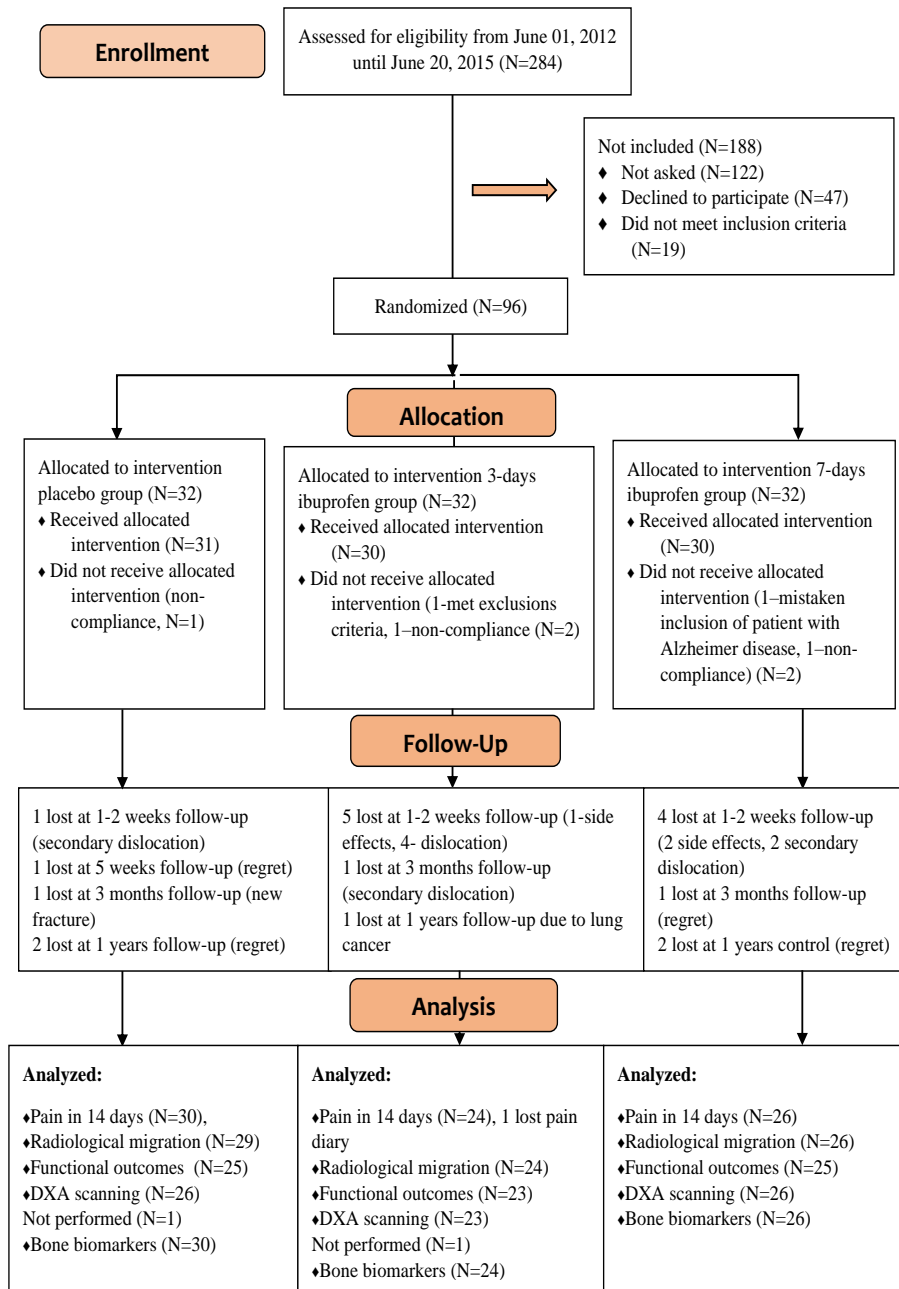 Enrollment
Assessed for eligibility from June 01, 2012
until June 20, 2015 (N=284)
Not included (N=188)
♦ Not asked (N=122)
♦ Declined to participate (N=47)
♦ Did not meet inclusion criteria
(N=19)
Randomized (N=96)
Allocation
Allocated to intervention
placebo group (N=32)
♦ Received allocated
intervention (N=31)
♦ Did not receive allocated
intervention (non-
compliance, N=1)
Allocated to intervention 3-days
ibuprofen group (N=32)
♦ Received allocated intervention
(N=30)
♦ Did not receive allocated
intervention (1-met exclusions
criteria, 1–non-compliance (N=2)
Allocated to intervention 7-days
ibuprofen group (N=32)
♦ Received allocated intervention
(N=30)
♦ Did not receive allocated
intervention (1–mistaken
inclusion of patient with
Alzheimer disease, 1–non-
compliance) (N=2)
Follow-Up
1 lost at 1-2 weeks follow-up
(secondary dislocation)
1 lost at 5 weeks follow-up (regret)
1 lost at 3 months follow-up (new
fracture)
2 lost at 1 years follow-up (regret)
5 lost at 1-2 weeks follow-up (1-side
effects, 4- dislocation)
1 lost at 3 months follow-up
(secondary dislocation)
1 lost at 1 years follow-up due to lung
cancer
4 lost at 1-2 weeks follow-up
(2 side effects, 2 secondary
dislocation)
1 lost at 3 months follow-up
(regret)
2 lost at 1 years control (regret)
Analysis
Analyzed:
♦Pain in 14 days (N=30),
♦Radiological migration (N=29)
♦Functional outcomes (N=25)
♦DXA scanning (N=26)
Not performed (N=1)
♦Bone biomarkers (N=30)
Analyzed:
♦Pain in 14 days (N=24), 1 lost pain
diary
♦Radiological migration (N=24)
♦Functional outcomes (N=23)
♦DXA scanning (N=23)
Not performed (N=1)
♦Bone biomarkers (N=24)
Analyzed:
♦Pain in 14 days (N=26)
♦Radiological migration (N=26)
♦Functional outcomes (N=25)
♦DXA scanning (N=26)
♦Bone biomarkers (N=26)